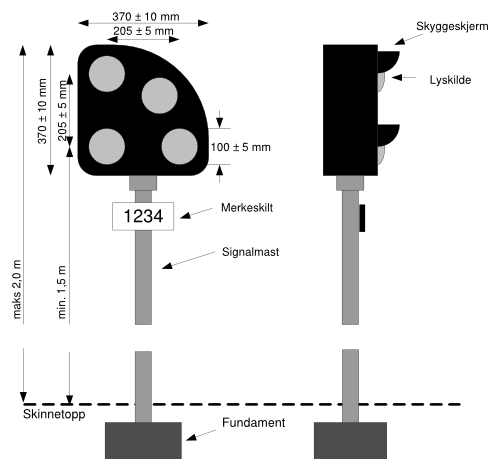 370 ± 10 mm
205 ± 5 mm
Skyggeskjerm
Lyskilde
370 ± 10 mm
205 ± 5 mm
100 ± 5 mm
1234
Merkeskilt
Signalmast
maks 2,0 m
min. 1,5 m
Skinnetopp
Fundament